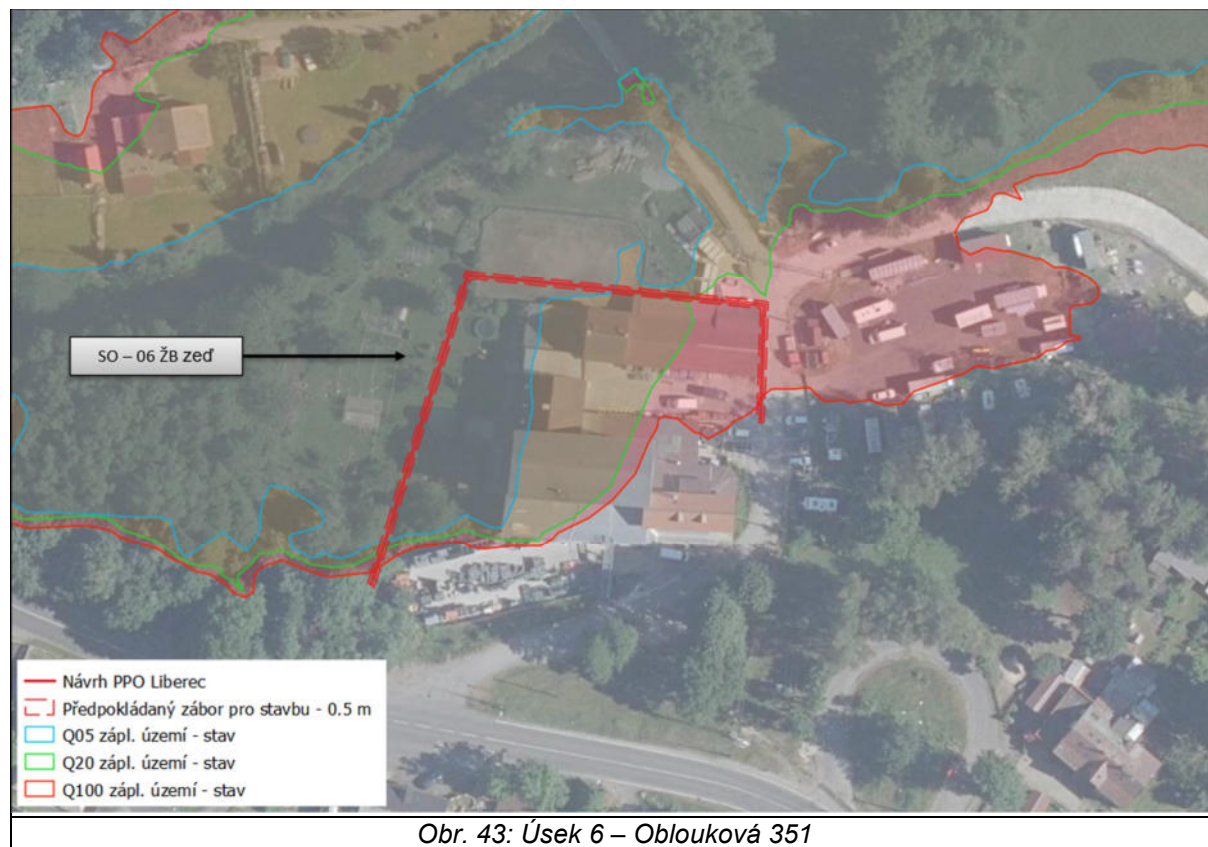 SO – 06 ŽB zeď
Návrh PPO Liberec
Předpokládaný zábor pro stavbu - 0.5 m
Q05 zápl. území - stav
Q20 zápl. území - stav
Q100 zápl. území - stav
Obr. 43: Úsek 6 – Oblouková 351